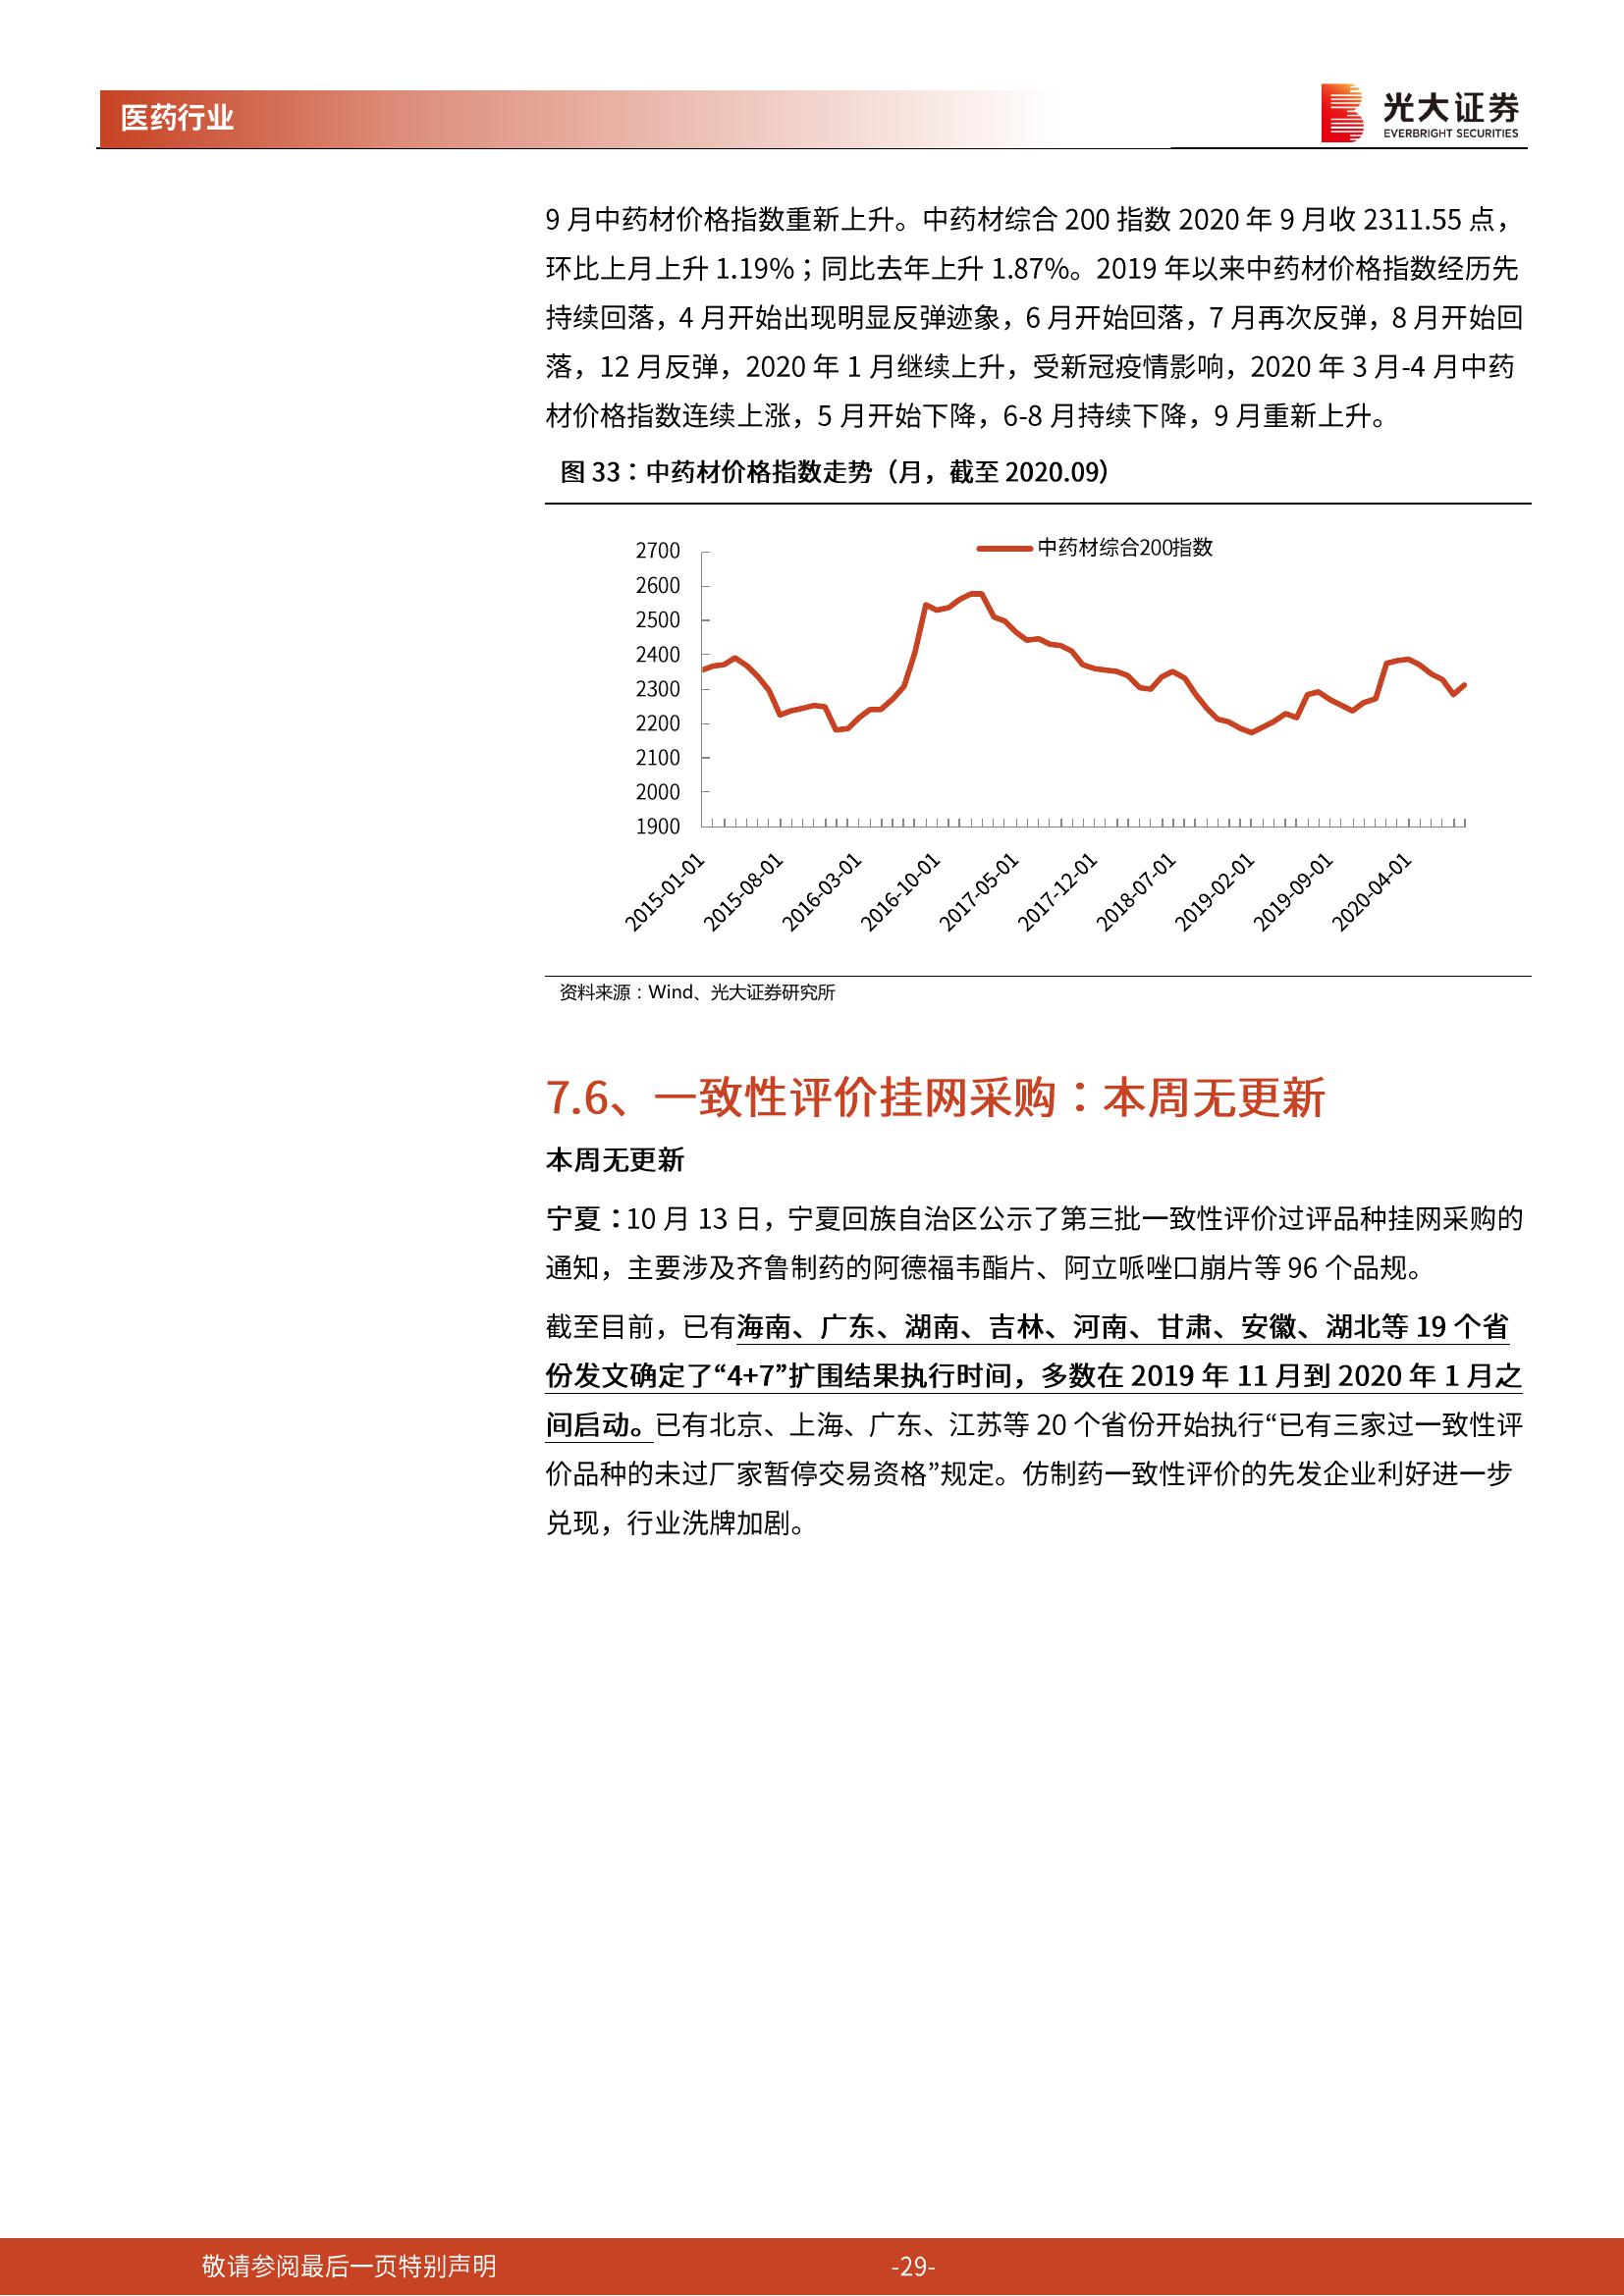 医药行业
光大证券
EVERBRIGHT SECURITIES
9 月中药材价格指数重新上升。中药材综合 200 指数 2020 年 9 月收 2311.55 点，
环比上月上升 1.19%；同比去年上升 1.87%。2019 年以来中药材价格指数经历先
持续回落，4 月开始出现明显反弹迹象，6 月开始回落，7 月再次反弹，8 月开始回
落，12 月反弹，2020 年 1 月继续上升，受新冠疫情影响，2020 年 3 月-4 月中药
材价格指数连续上涨，5 月开始下降，6-8 月持续下降，9 月重新上升。
图 33：中药材价格指数走势（月，截至 2020.09）
中药材综合200指数
2700
2600
2500
2400
2300
2200
2100
2000
1900
2015-01-01
2015-08-01
2016-03-01
2016-10-01
2017-05-01
2017-12-01
2018-07-01
2019-02-01
2019-09-01
2020-04-01
资料来源：Wind、光大证券研究所
7.6、一致性评价挂网采购：本周无更新
本周无更新
宁夏：10 月 13 日，宁夏回族自治区公示了第三批一致性评价过评品种挂网采购的
通知，主要涉及齐鲁制药的阿德福韦酯片、阿立哌唑口崩片等 96 个品规。
截至目前，已有海南、广东、湖南、吉林、河南、甘肃、安徽、湖北等 19 个省
份发文确定了“4+7”扩围结果执行时间，多数在 2019 年 11 月到 2020 年 1 月之
间启动。已有北京、上海、广东、江苏等 20 个省份开始执行“已有三家过一致性评
价品种的未过厂家暂停交易资格”规定。仿制药一致性评价的先发企业利好进一步
兑现，行业洗牌加剧。
敬请参阅最后一页特别声明
-29-